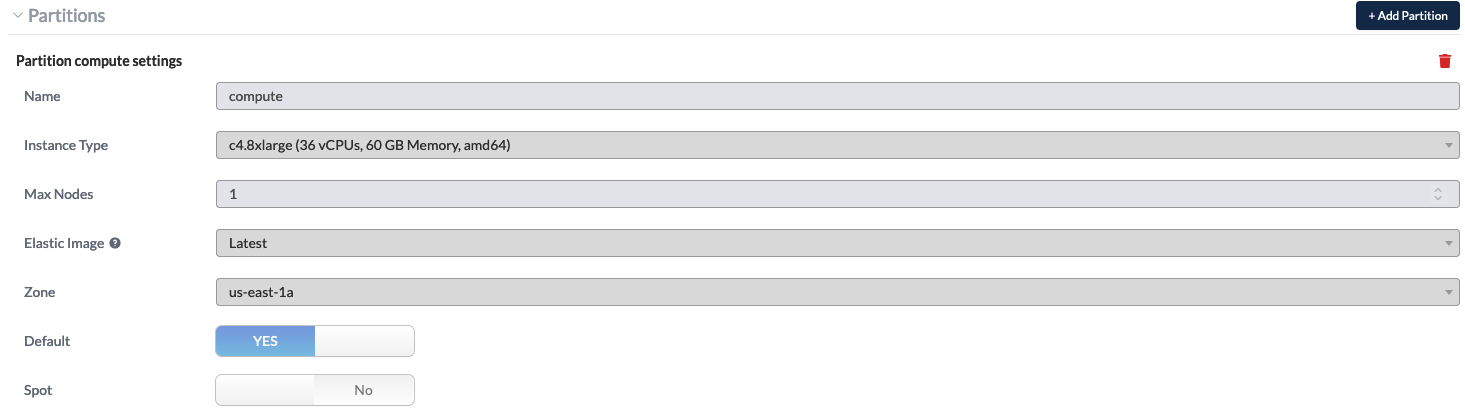 Partitions
+ Add Partition
Partition compute settings
Name compute
Instance Type c4.8xlarge (36 vCPUs, 60 GB Memory, amd64)
Max Nodes 1
Elastic Image ? Latest
Zone us-east-1a
Default YES
Spot No